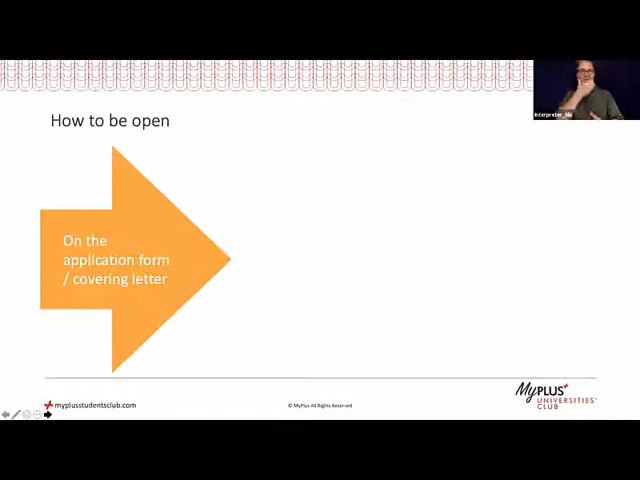 Interpreter_Nic
How to be open
On the
application form
/ covering letter
myplusstudentsclub.com
© MyPlus All Rights Reserved
MyPLUS+
UNIVERSITIES'
CLUB